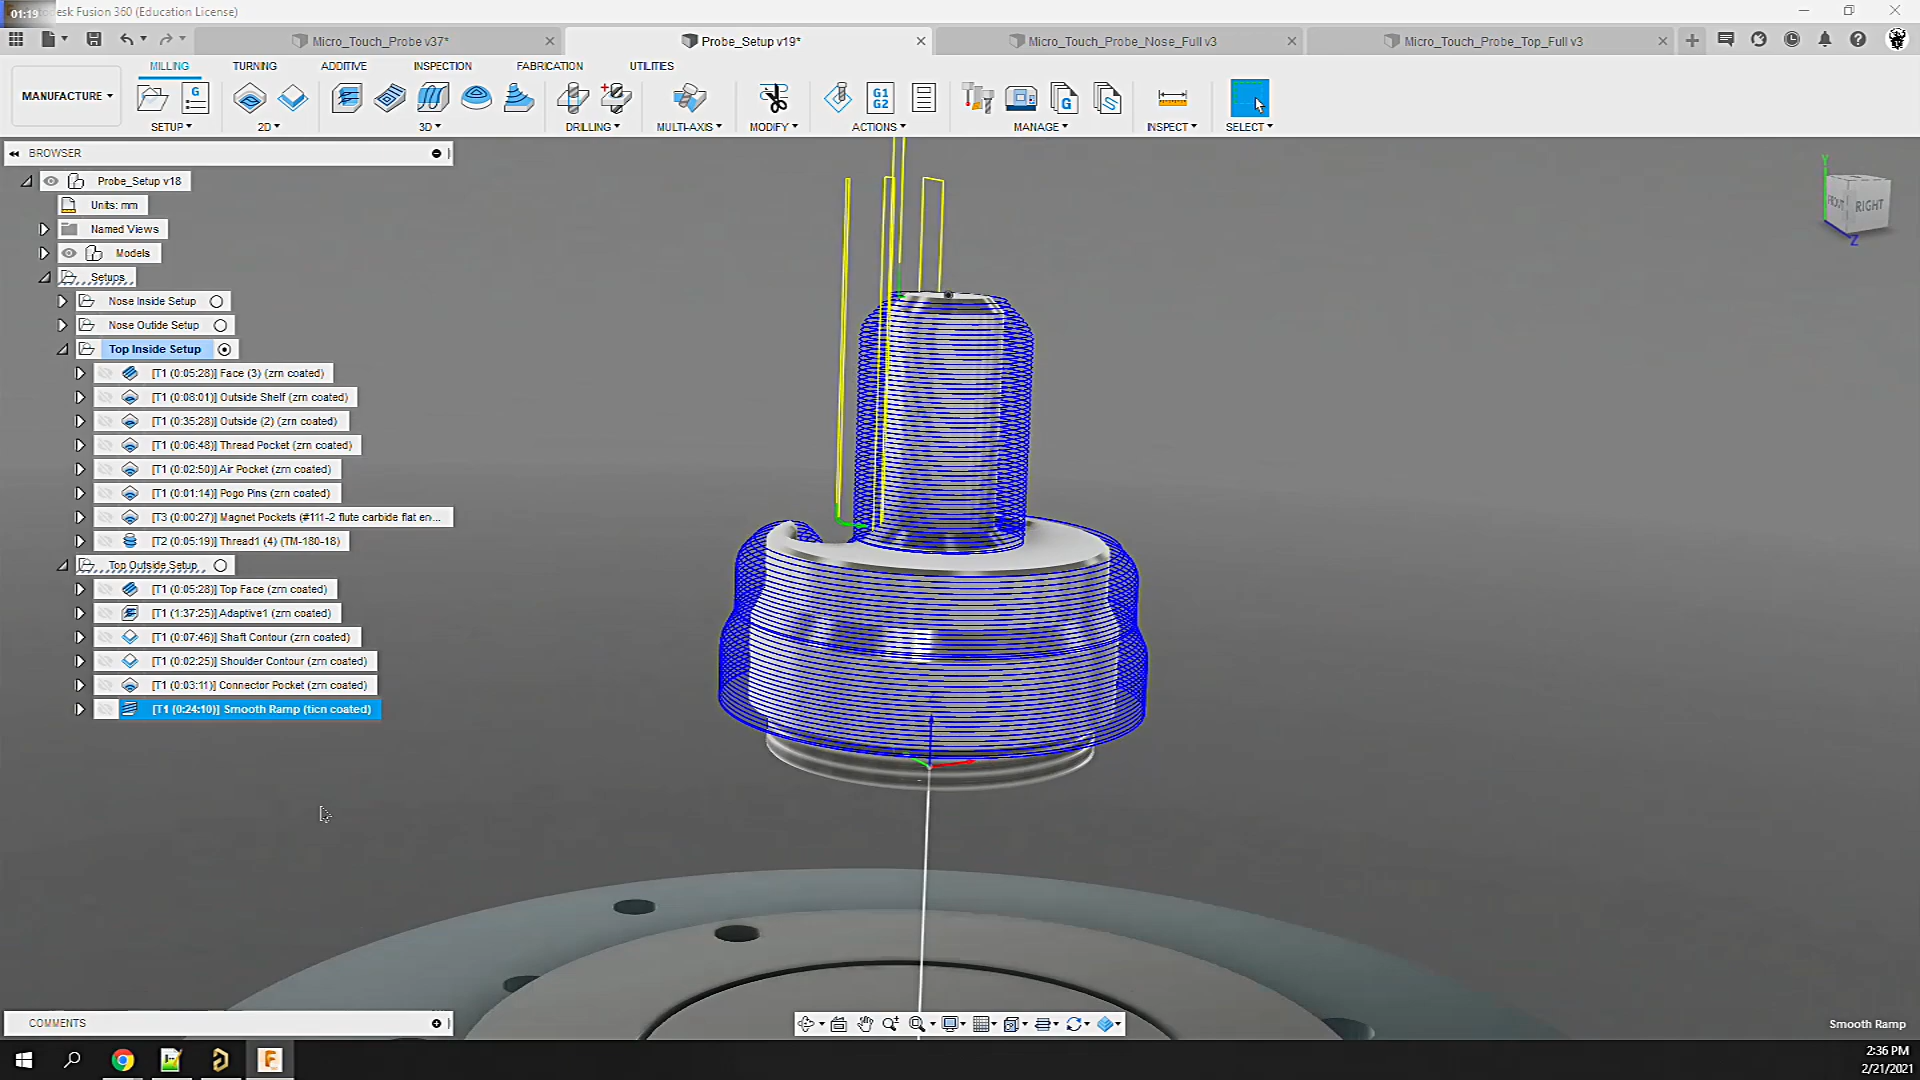 01:19
desk Fusion 360 (Education License)
Micro_Touch_Probe v37*
Probe_Setup v19*
Micro_Touch_Probe_Nose_Full v3
Micro_Touch_Probe_Top_Full v3
MILLING
TURNING
ADDITIVE
INSPECTION
FABRICATION
UTILITIES
MANUFACTURE
G
G1
G2
G
SETUP
2D
3D
DRILLING
MULTI-AXIS
MODIFY
ACTIONS
MANAGE
INSPECT
SELECT
BROWSER
Probe_Setup v18
Units: mm
Named Views
Models
Setups
Nose Inside Setup
Nose Outide Setup
Top Inside Setup
[T1 (0:05:28)] Face (3) (zrn coated)
[T1 (0:08:01)] Outside Shelf (zrn coated)
[T1 (0:35:28)] Outside (2) (zrn coated)
[T1 (0:06:48)] Thread Pocket (zrn coated)
[T1 (0:02:50)] Air Pocket (zrn coated)
[T1 (0:01:14)] Pogo Pins (zrn coated)
[T3 (0:00:27)] Magnet Pockets (#111-2 flute carbide flat en...
[T2 (0:05:19)] Thread1 (4) (TM-180-18)
Top Outside Setup
[T1 (0:05:28)] Top Face (zrn coated)
[T1 (1:37:25)] Adaptive1 (zrn coated)
[T1 (0:07:46)] Shaft Contour (zrn coated)
[T1 (0:02:25)] Shoulder Contour (zrn coated)
[T1 (0:03:11)] Connector Pocket (zrn coated)
[T1 (0:24:10)] Smooth Ramp (ticn coated)
Y
FRONT
RIGHT
Z
COMMENTS
Smooth Ramp
2:36 PM
2/21/2021